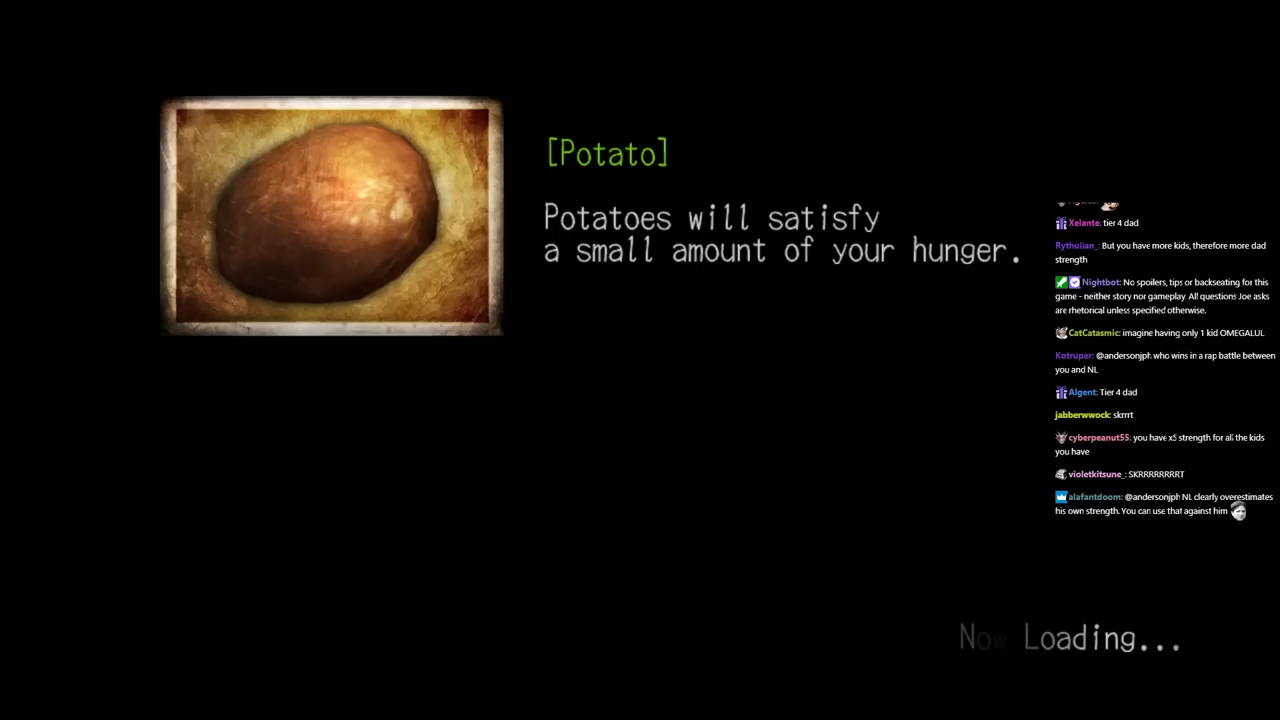 [Potato]
Potatoes will satisfy
a small amount of your hunger.
Xelante: tier 4 dad
Rythulian_: But you have more kids, therefore more dad
strength
Nightbot: No spoilers, tips or backseating for this
game - neither story nor gameplay. All questions Joe asks
are rhetorical unless specified otherwise.
CatCatasmic: imagine having only 1 kid OMEGALUL
Kotruper: @andersonjph who wins in a rap battle between
you and NL
Algent: Tier 4 dad
jabberwwock: skrrrt
cyberpeanut55: you have x5 strength for all the kids
you have
violetkitsune_: SKRRRRRRRRT
alafantdoom: @andersonjph NL clearly overestimates
his own strength. You can use that against him
Now Loading...